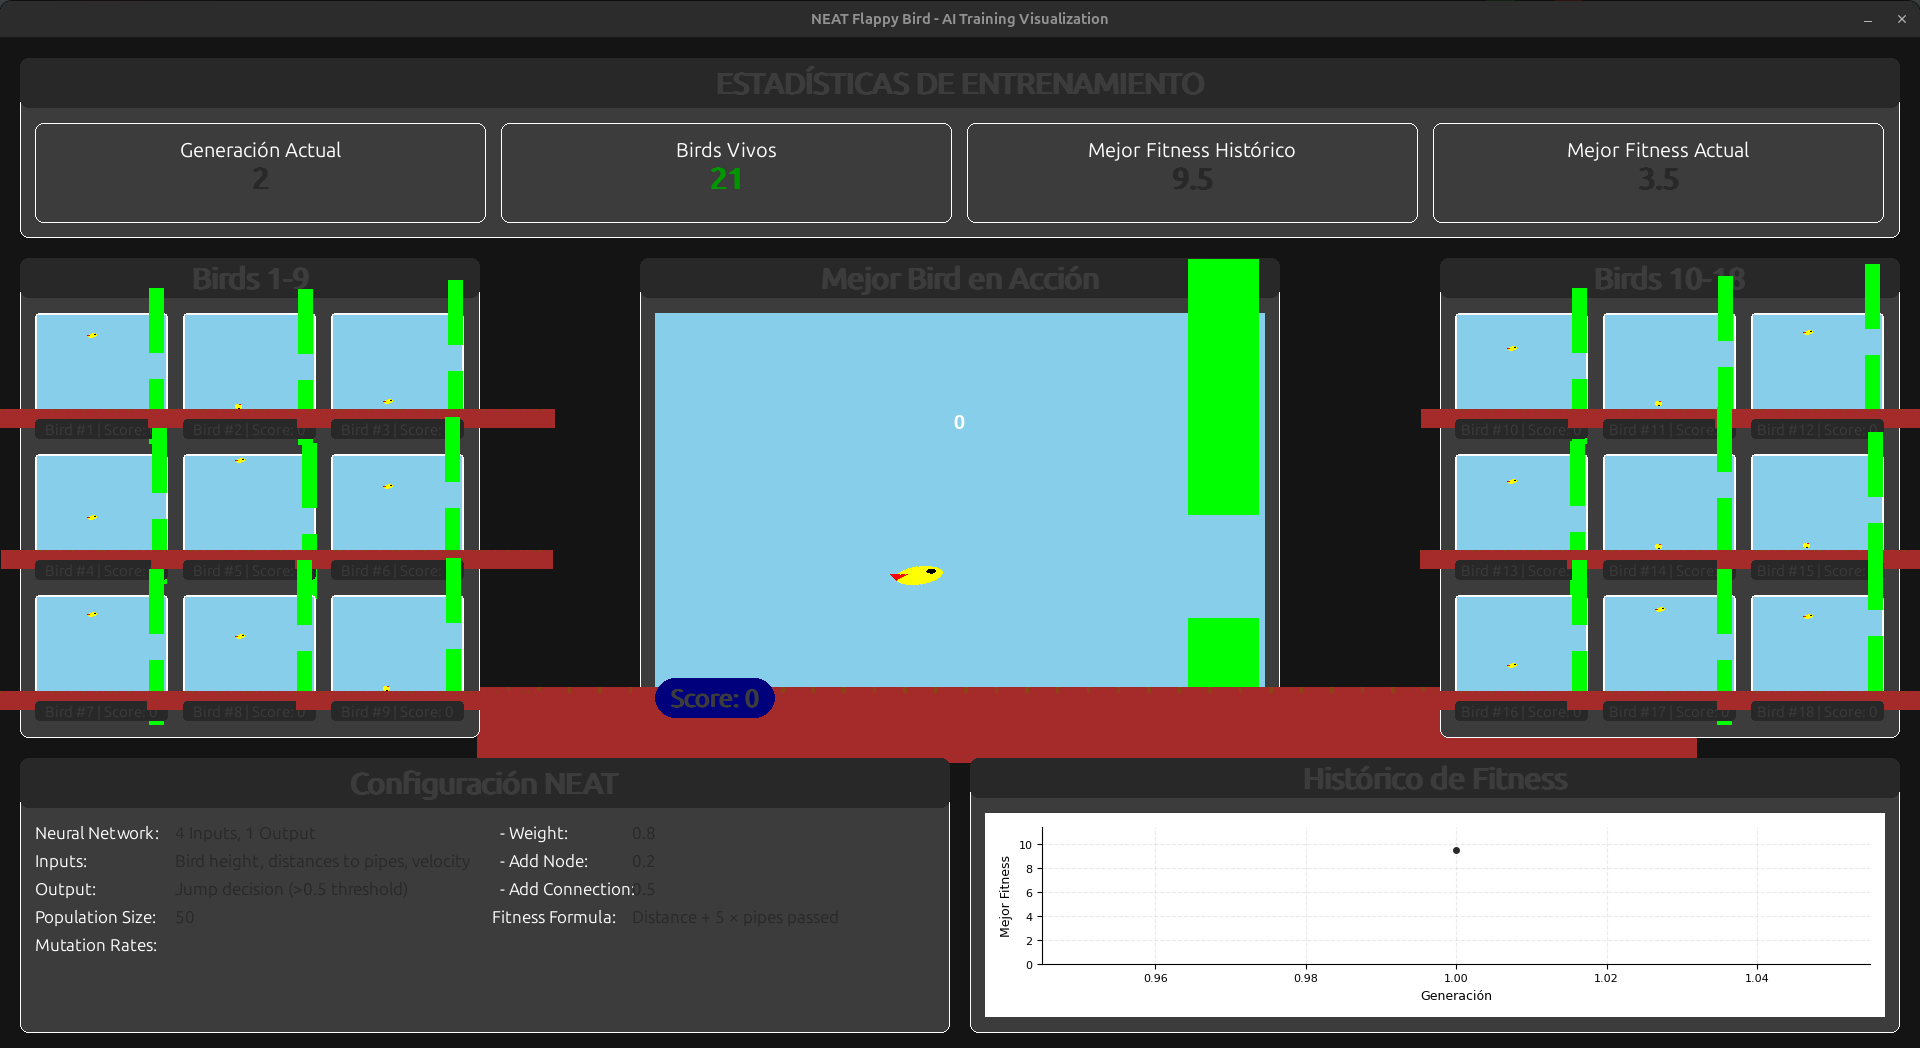 NEAT Flappy Bird - AI Training Visualization
ESTADÍSTICAS DE ENTRENAMIENTO
Generación Actual
2
Birds Vivos
21
Mejor Fitness Histórico
9.5
Mejor Fitness Actual
3.5
Birds 1-9
Bird #1 | Score:
Bird #2 | Score: 0
Bird #3 | Score:
Bird #4 | Score:
Bird #5 | Score:
Bird #6 | Score:
Bird #7 | Score: 0
Bird #8 | Score: 0
Bird #9 | Score: 0
Mejor Bird en Acción
0
Score: 0
Birds 10-18
Bird #10 | Score: 0
Bird #11 | Score: 0
Bird #12 | Score: 0
Bird #13 | Score: 0
Bird #14 | Score: 0
Bird #15 | Score: 0
Bird #16 | Score: 0
Bird #17 | Score: 0
Bird #18 | Score: 0
Configuración NEAT
Neural Network: 4 Inputs, 1 Output
Inputs: Bird height, distances to pipes, velocity
Output: Jump decision (>0.5 threshold)
Population Size: 50
Mutation Rates:
- Weight: 0.8
- Add Node: 0.2
- Add Connection: 0.5
Fitness Formula: Distance + 5 × pipes passed
Histórico de Fitness
Mejor Fitness
10
8
6
4
2
0
0.96 0.98 1.00 1.02 1.04
Generación